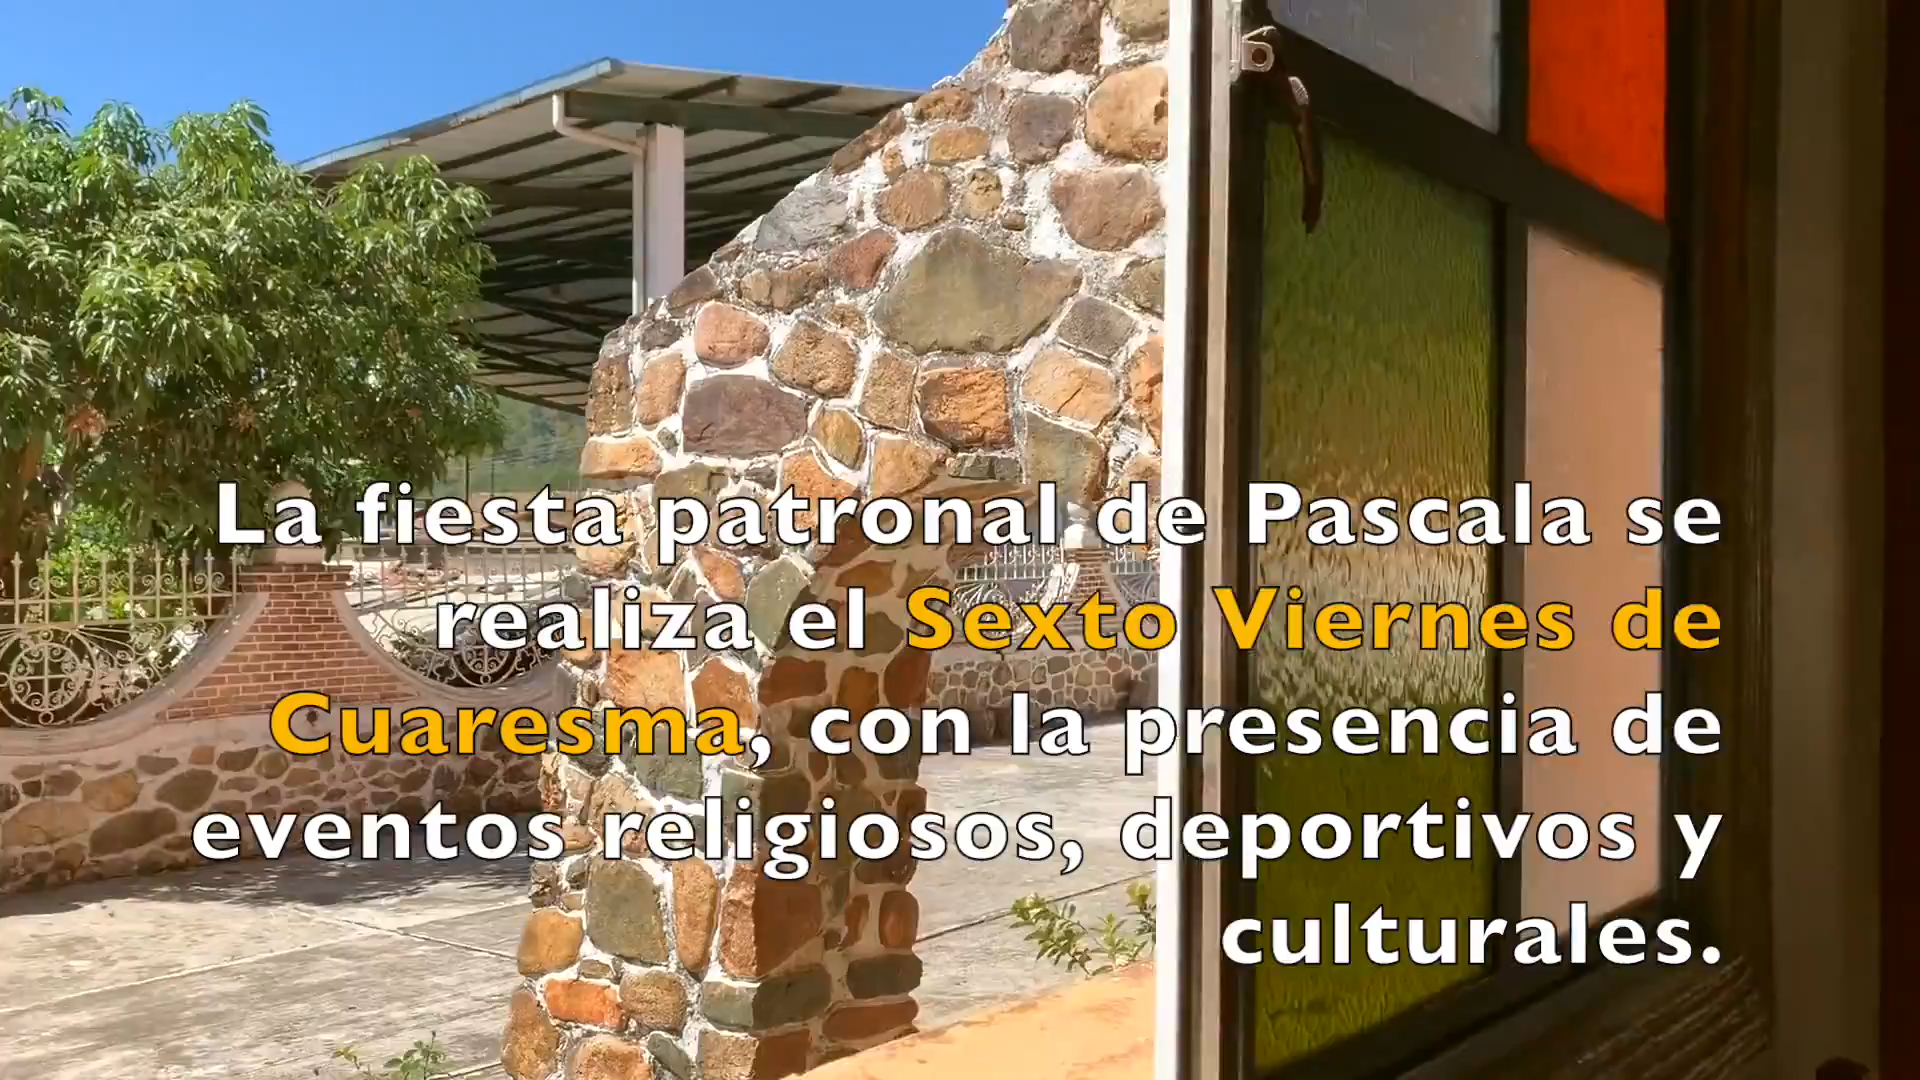 La fiesta patronal de Pascala se
realiza el Sexto Viernes de
Cuaresma, con la presencia de
eventos religiosos, deportivos y
culturales.